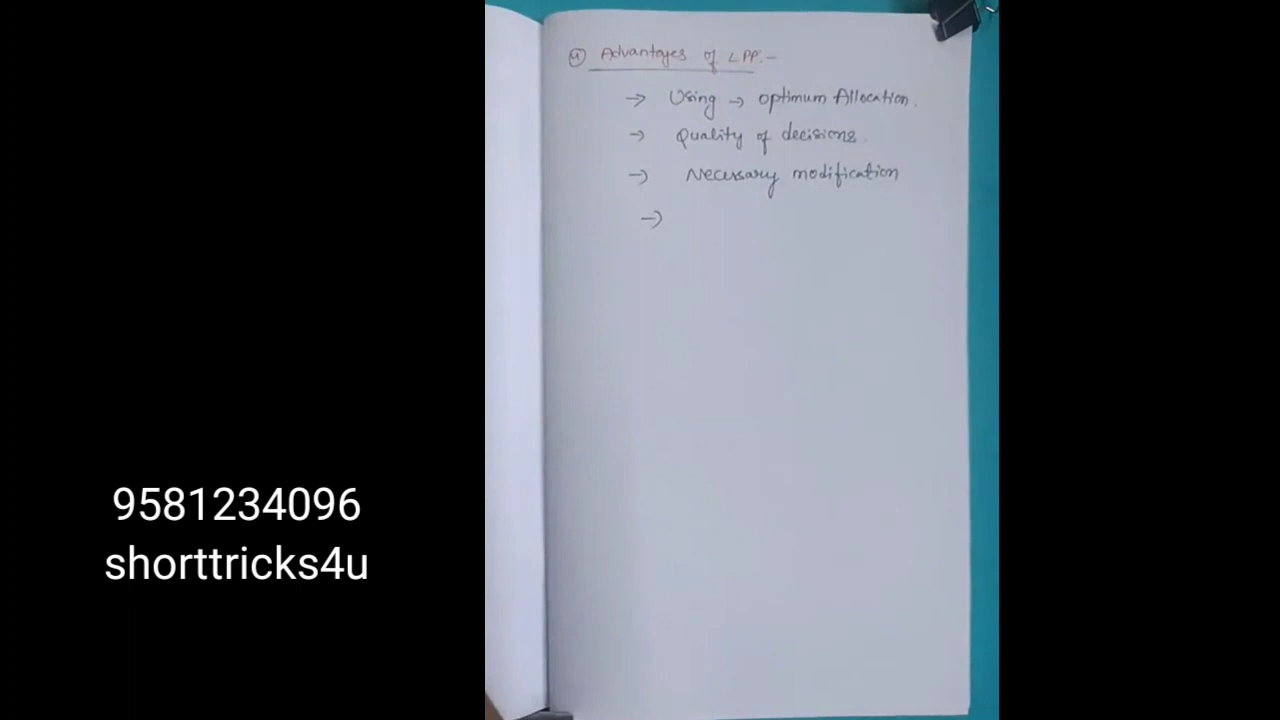 ④ Advantages of LPP:-
→ Using → optimum Allocation.
→ Quality of decisions.
→ Necessary modification
→
9581234096
shorttricks4u